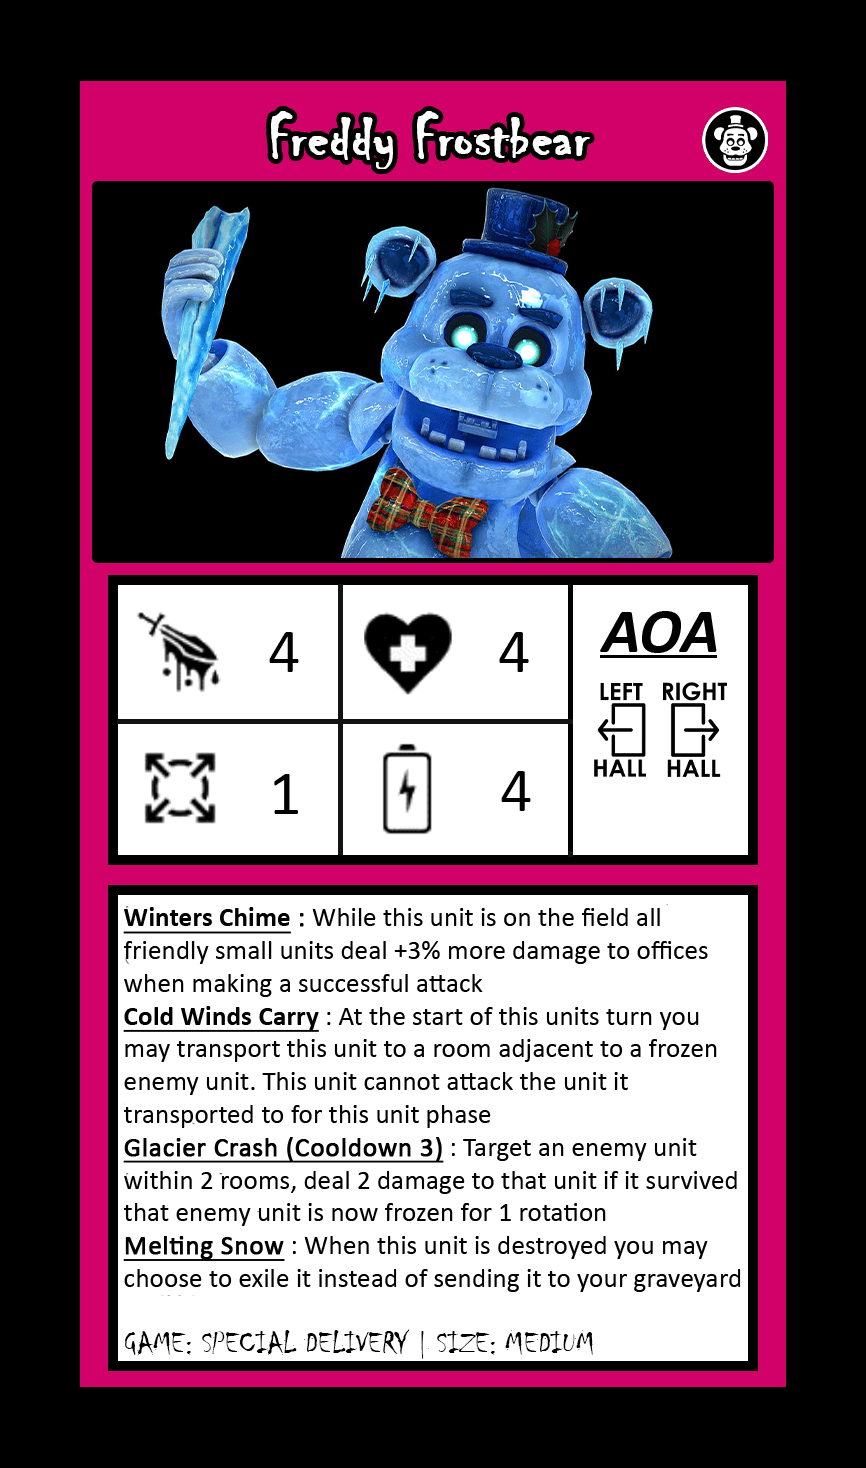 Freddy Frostbear
4
4
AOA
LEFT RIGHT
HALL HALL
1
4
Winters Chime : While this unit is on the field all
friendly small units deal +3% more damage to offices
when making a successful attack
Cold Winds Carry : At the start of this units turn you
may transport this unit to a room adjacent to a frozen
enemy unit. This unit cannot attack the unit it
transported to for this unit phase
Glacier Crash (Cooldown 3) : Target an enemy unit
within 2 rooms, deal 2 damage to that unit if it survived
that enemy unit is now frozen for 1 rotation
Melting Snow : When this unit is destroyed you may
choose to exile it instead of sending it to your graveyard
GAME: SPECIAL DELIVERY | SIZE: MEDIUM